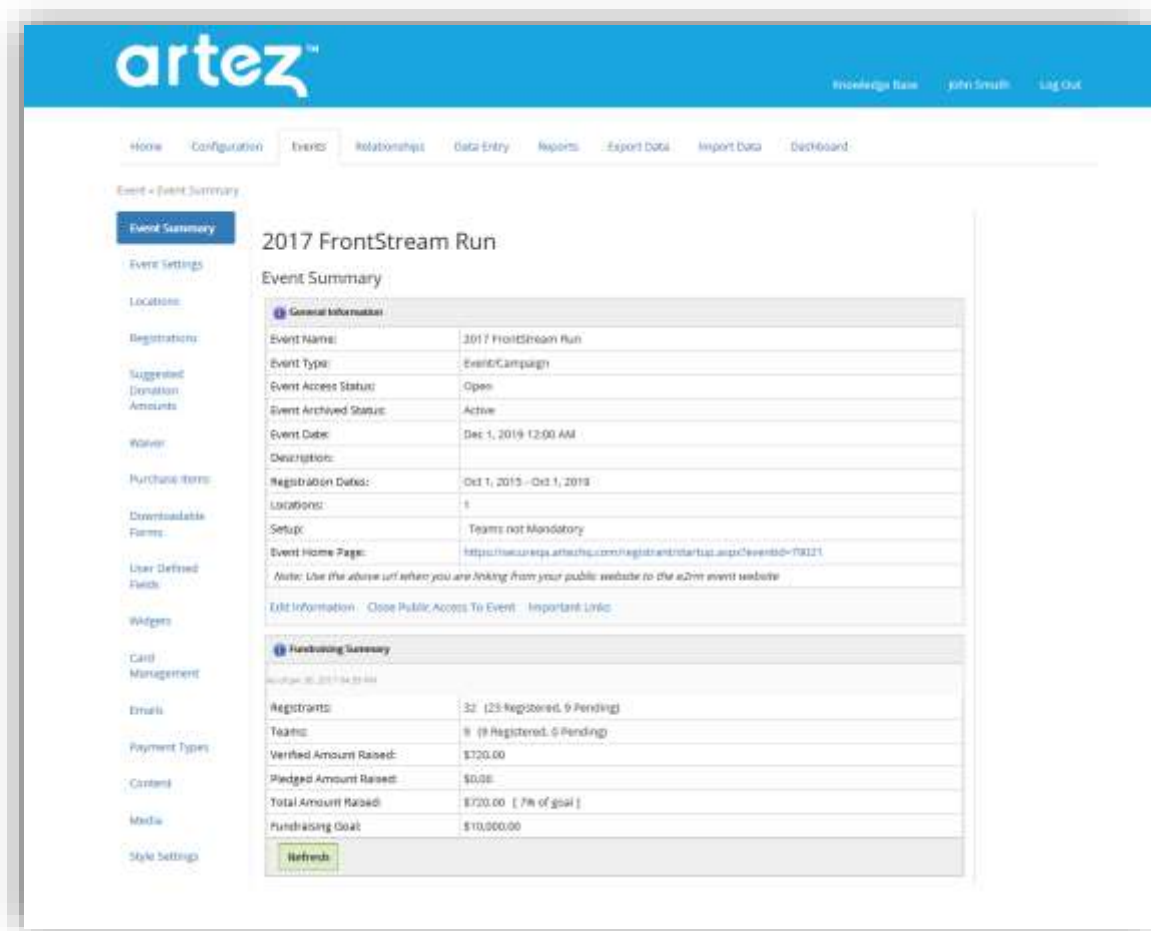 artez™
Knowledge Base John Smith Log Out
Home Configuration Events Relationships Data Entry Reports Export Data Import Data Dashboard
Event » Event Summary
Event Summary
2017 FrontStream Run
Event Settings
Event Summary
Locations
General Information
Registrations
Event Name: 2017 FrontStream Run
Event Type: Event/Campaign
Suggested
Donation
Amounts
Event Access Status: Open
Event Archived Status: Active
Waiver
Event Date: Dec 1, 2019 12:00 AM
Description:
Purchase Items
Registration Dates: Oct 1, 2015 - Oct 1, 2019
Locations: 1
Downloadable
Forms
Setup: Teams not Mandatory
Event Home Page:
User Defined
Fields
Note: Use the above url when you are linking from your public website to the e2rm event website
Widgets
Edit Information Close Public Access To Event Important Links
Card
Management
Fundraising Summary
Emails
Registrants: 32 (23 Registered, 9 Pending)
Teams: 9 (9 Registered, 0 Pending)
Payment Types
Verified Amount Raised: $720.00
Content
Pledged Amount Raised: $0.00
Total Amount Raised: $720.00 [ 7% of goal ]
Media
Fundraising Goal: $10,000.00
Style Settings
Refresh